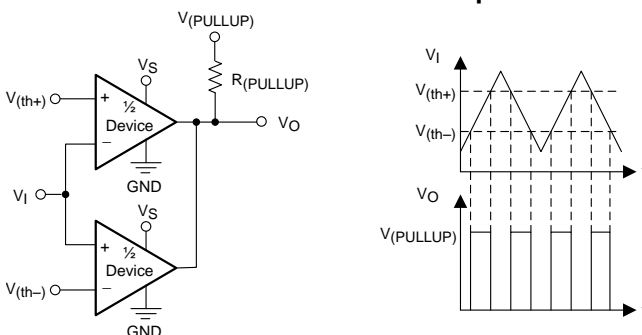 V(PULLUP)
R(PULLUP)
VS
V(th+)
+
½
Device
−
VO
GND
VI
VS
+
½
Device
V(th–)
−
GND
VI
V(th+)
V(th–)
VO
V(PULLUP)